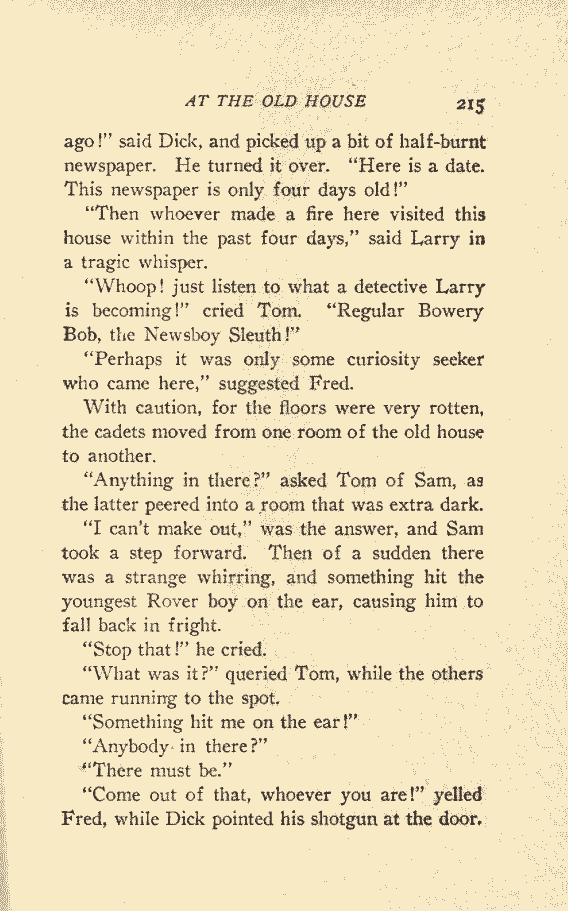 AT THE OLD HOUSE 215
ago!" said Dick, and picked up a bit of half-burnt
newspaper. He turned it over. "Here is a date.
This newspaper is only four days old!"
"Then whoever made a fire here visited this
house within the past four days," said Larry in
a tragic whisper.
"Whoop! just listen to what a detective Larry
is becoming!" cried Tom. "Regular Bowery
Bob, the Newsboy Sleuth!"
"Perhaps it was only some curiosity seeker
who came here," suggested Fred.
With caution, for the floors were very rotten,
the cadets moved from one room of the old house
to another.
"Anything in there?" asked Tom of Sam, as
the latter peered into a room that was extra dark.
"I can't make out," was the answer, and Sam
took a step forward. Then of a sudden there
was a strange whirring, and something hit the
youngest Rover boy on the ear, causing him to
fall back in fright.
"Stop that!" he cried.
"What was it?" queried Tom, while the others
came running to the spot.
"Something hit me on the ear!"
"Anybody in there?"
"There must be."
"Come out of that, whoever you are!" yelled
Fred, while Dick pointed his shotgun at the door.